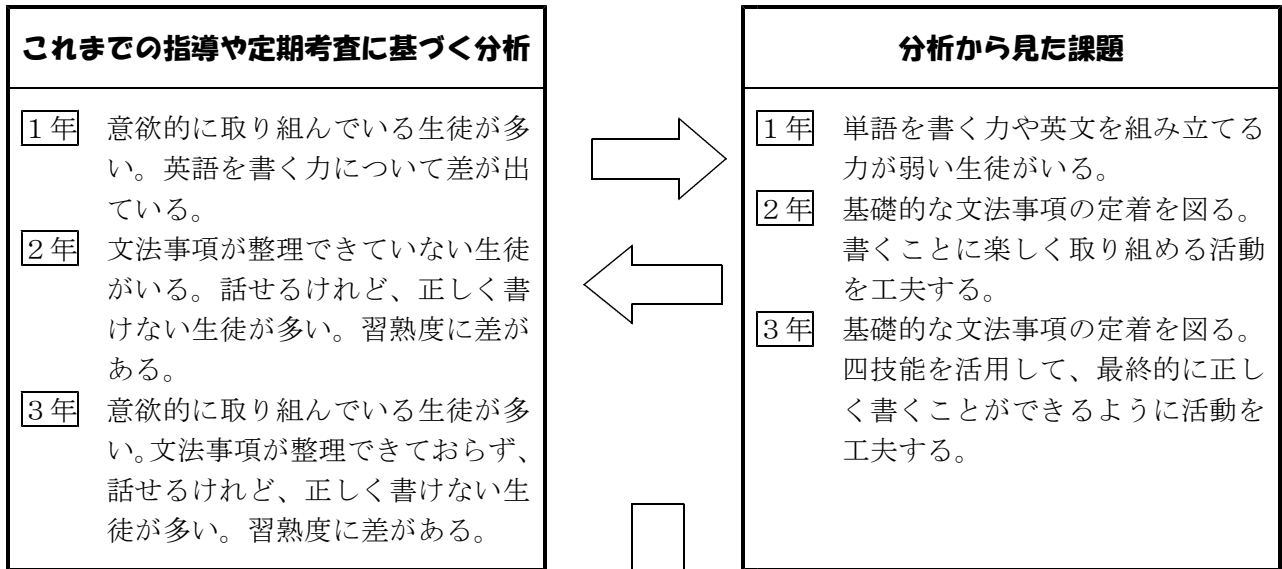 これまでの指導や定期考査に基づく分析
１年 意欲的に取り組んでいる生徒が多
い。英語を書く力について差が出
ている。
２年 文法事項が整理できていない生徒
がいる。話せるけれど、正しく書
けない生徒が多い。習熟度に差が
ある。
３年 意欲的に取り組んでいる生徒が多
い。文法事項が整理できておらず、
話せるけれど、正しく書けない生
徒が多い。習熟度に差がある。
分析から見た課題
１年 単語を書く力や英文を組み立てる
力が弱い生徒がいる。
２年 基礎的な文法事項の定着を図る。
書くことに楽しく取り組める活動
を工夫する。
３年 基礎的な文法事項の定着を図る。
四技能を活用して、最終的に正し
く書くことができるように活動を
工夫する。